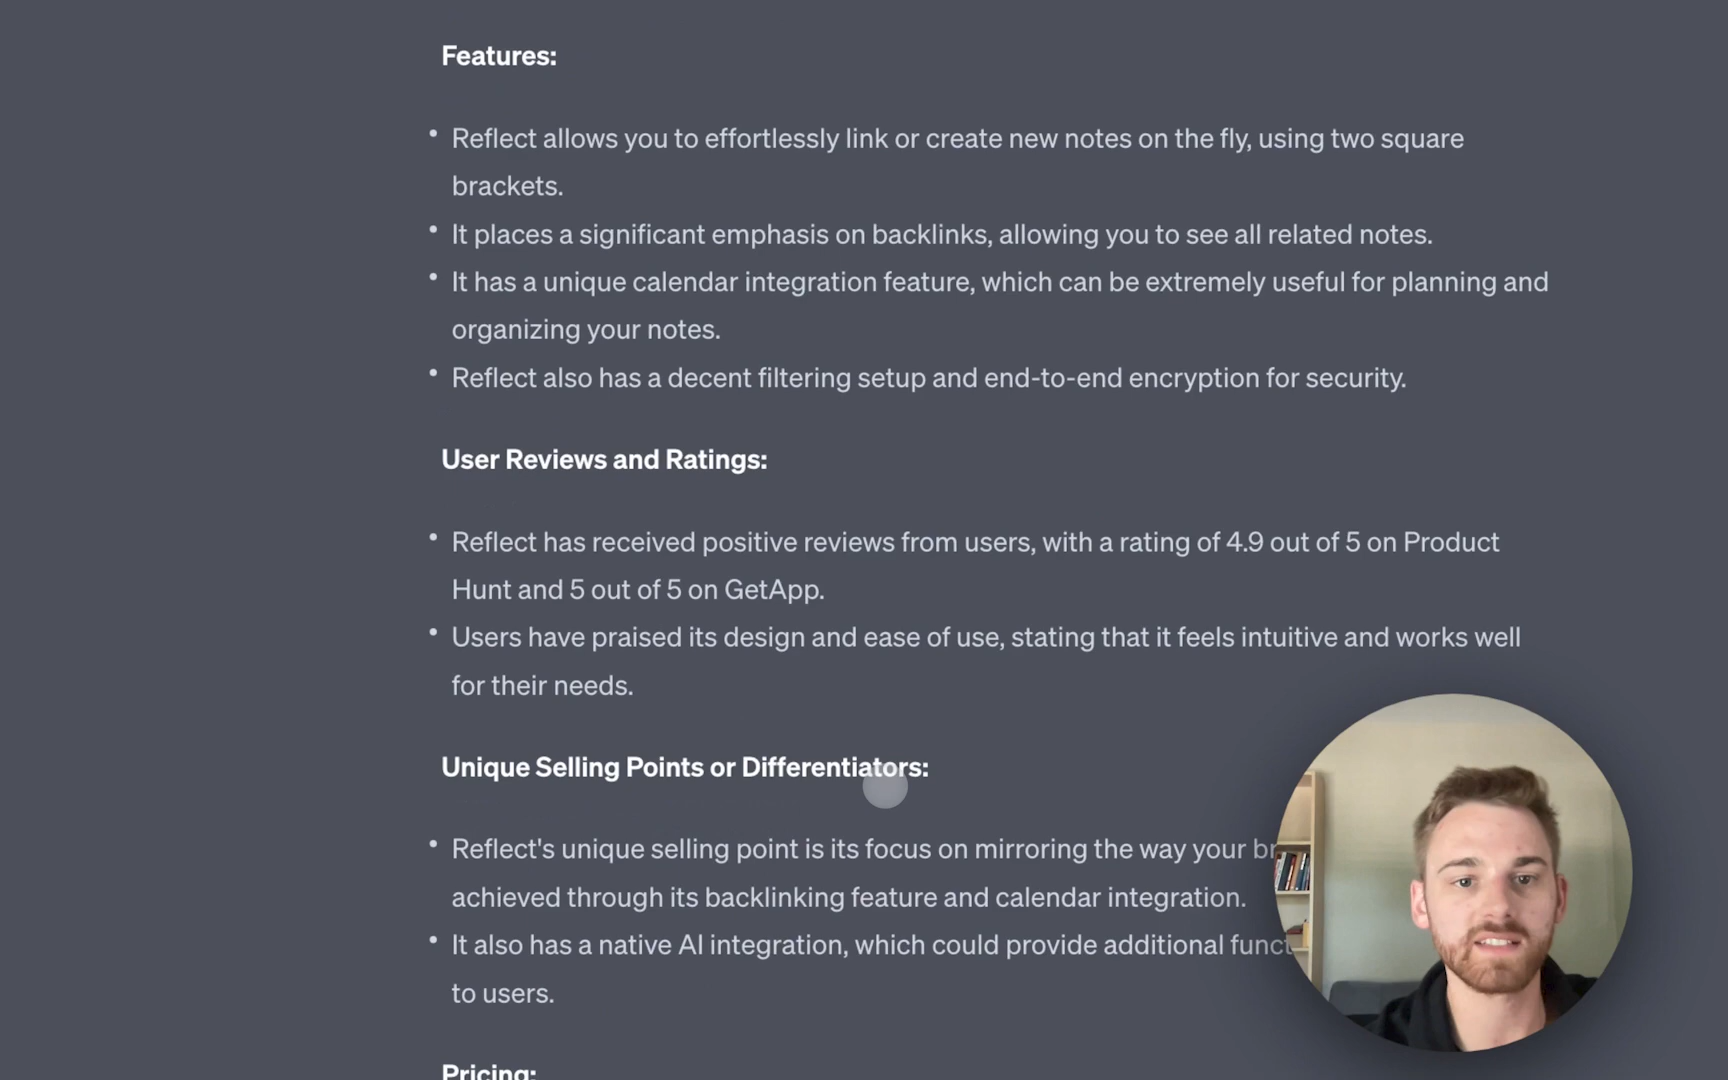 Features:
• Reflect allows you to effortlessly link or create new notes on the fly, using two square
brackets.
• It places a significant emphasis on backlinks, allowing you to see all related notes.
• It has a unique calendar integration feature, which can be extremely useful for planning and
organizing your notes.
• Reflect also has a decent filtering setup and end-to-end encryption for security.
User Reviews and Ratings:
• Reflect has received positive reviews from users, with a rating of 4.9 out of 5 on Product
Hunt and 5 out of 5 on GetApp.
• Users have praised its design and ease of use, stating that it feels intuitive and works well
for their needs.
Unique Selling Points or Differentiators:
• Reflect's unique selling point is its focus on mirroring the way your
achieved through its backlinking feature and calendar integration.
• It also has a native AI integration, which could provide additional
to users.
Pricing: